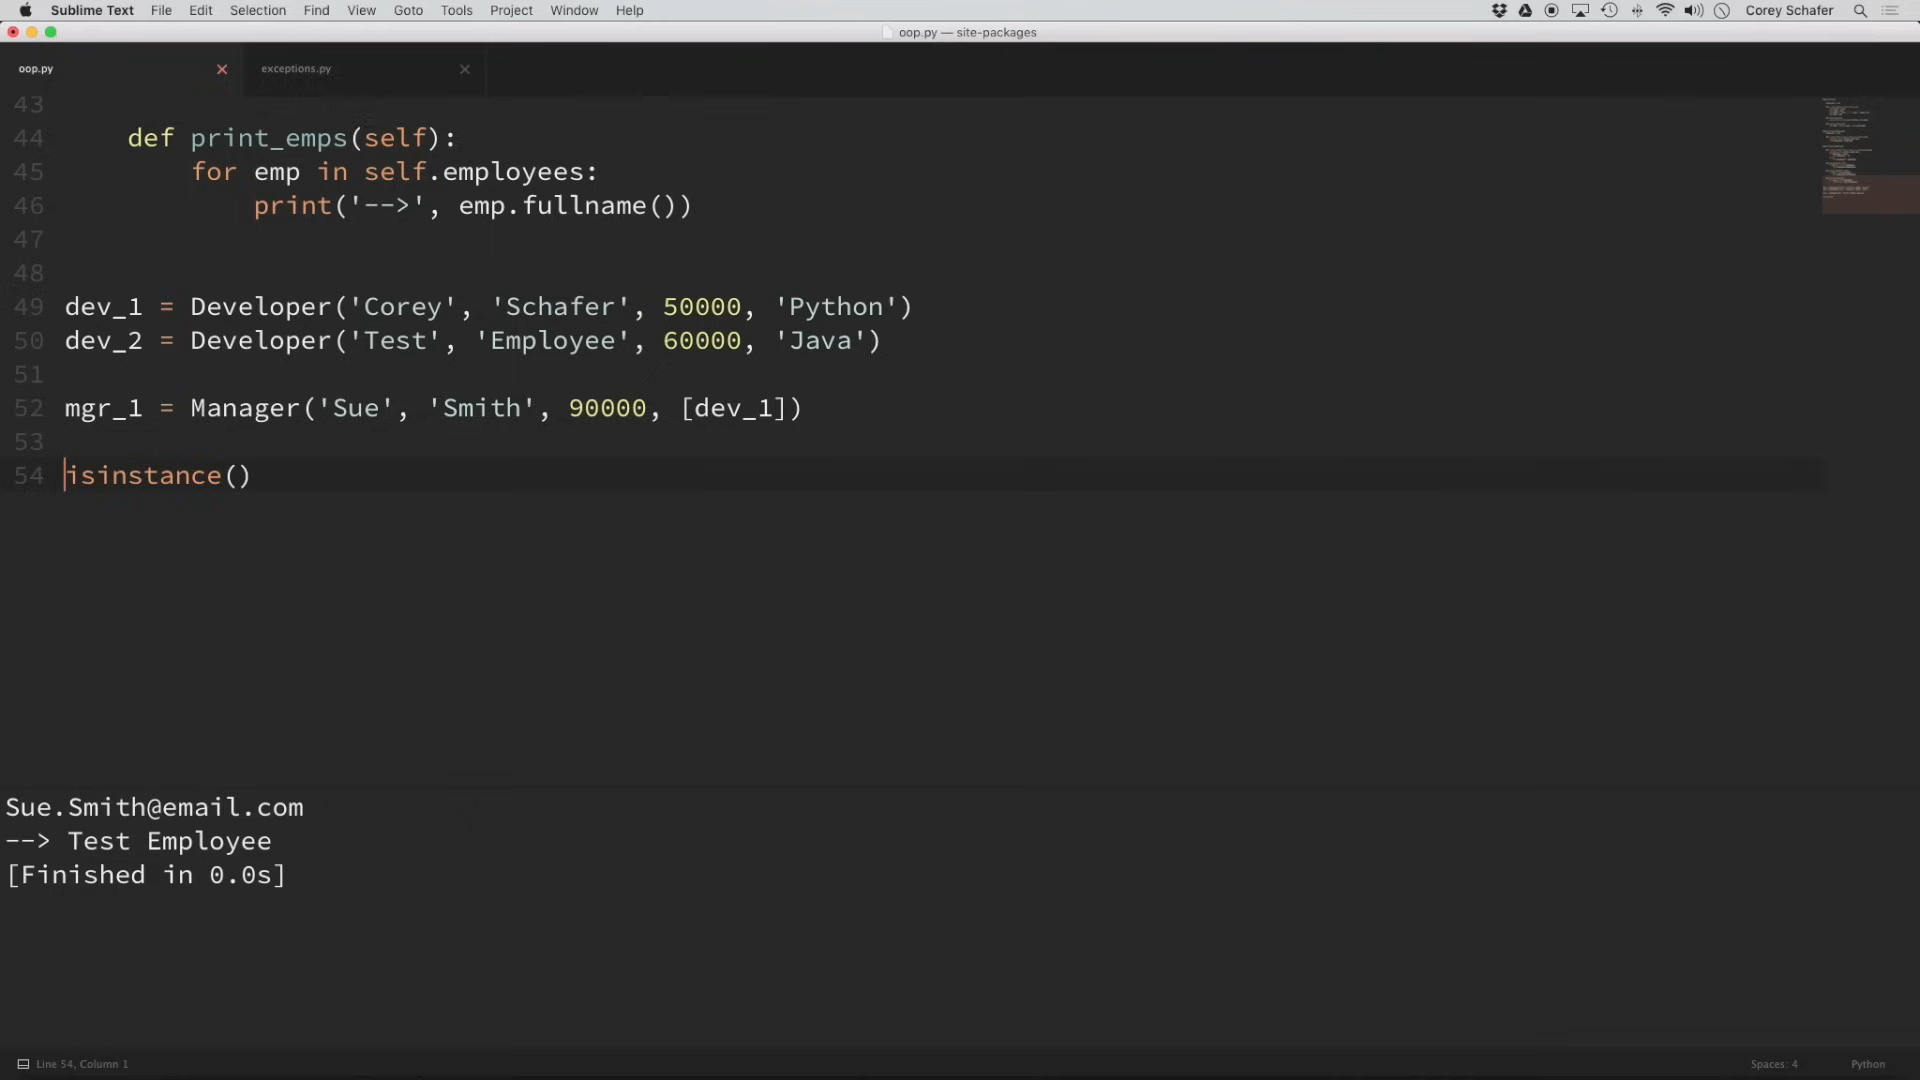 Sublime Text File Edit Selection Find View Goto Tools Project Window Help Corey Schafer
oop.py — site-packages
oop.py exceptions.py
43
44 def print_emps(self):
45 for emp in self.employees:
46 print('-->', emp.fullname())
47
48
49 dev_1 = Developer('Corey', 'Schafer', 50000, 'Python')
50 dev_2 = Developer('Test', 'Employee', 60000, 'Java')
51
52 mgr_1 = Manager('Sue', 'Smith', 90000, [dev_1])
53
54 isinstance()
Sue.Smith@email.com
--> Test Employee
[Finished in 0.0s]
Line 54, Column 1 Spaces: 4 Python